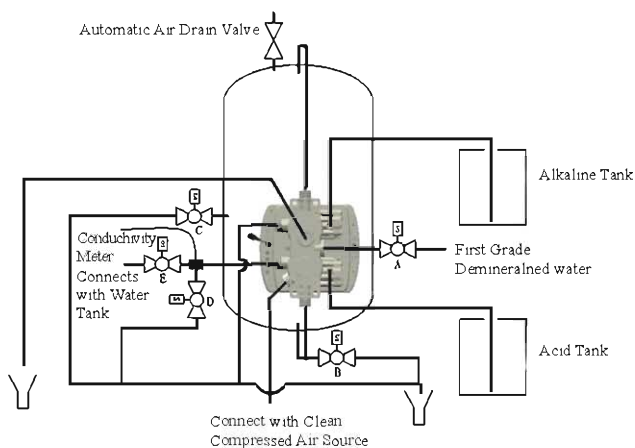 Automatic Air Drain Valve
Alkaline Tank
S
C
Conductivity
Meter
Connects
with Water
Tank
S
E
S
D
S
A
First Grade
Demineralned water
S
B
Acid Tank
Connect with Clean
Compressed Air Source